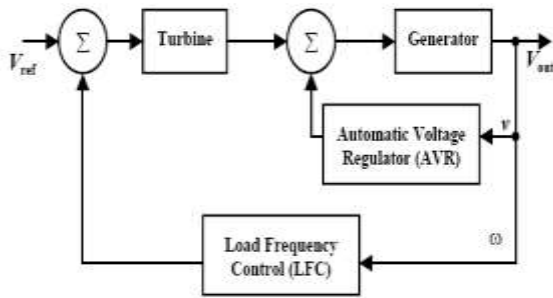 Σ
Turbine
Σ
Generator
V_ref
V_out
Automatic Voltage
Regulator (AVR)
v
ω
Load Frequency
Control (LFC)